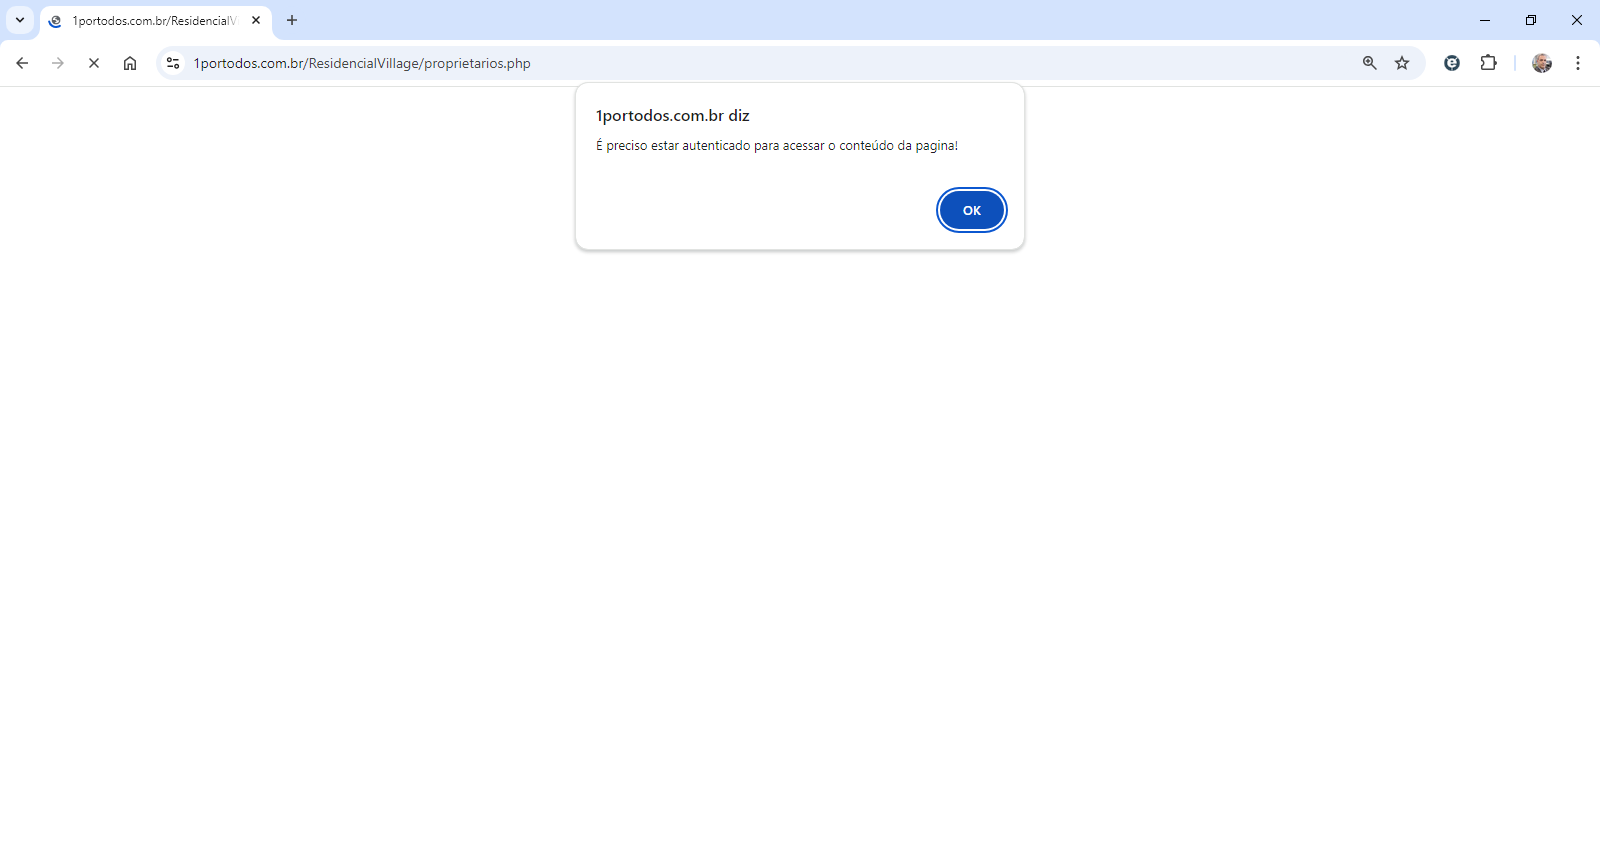 1portodos.com.br/ResidencialV
1portodos.com.br/ResidencialVillage/proprietarios.php
1portodos.com.br diz
É preciso estar autenticado para acessar o conteúdo da pagina!
OK